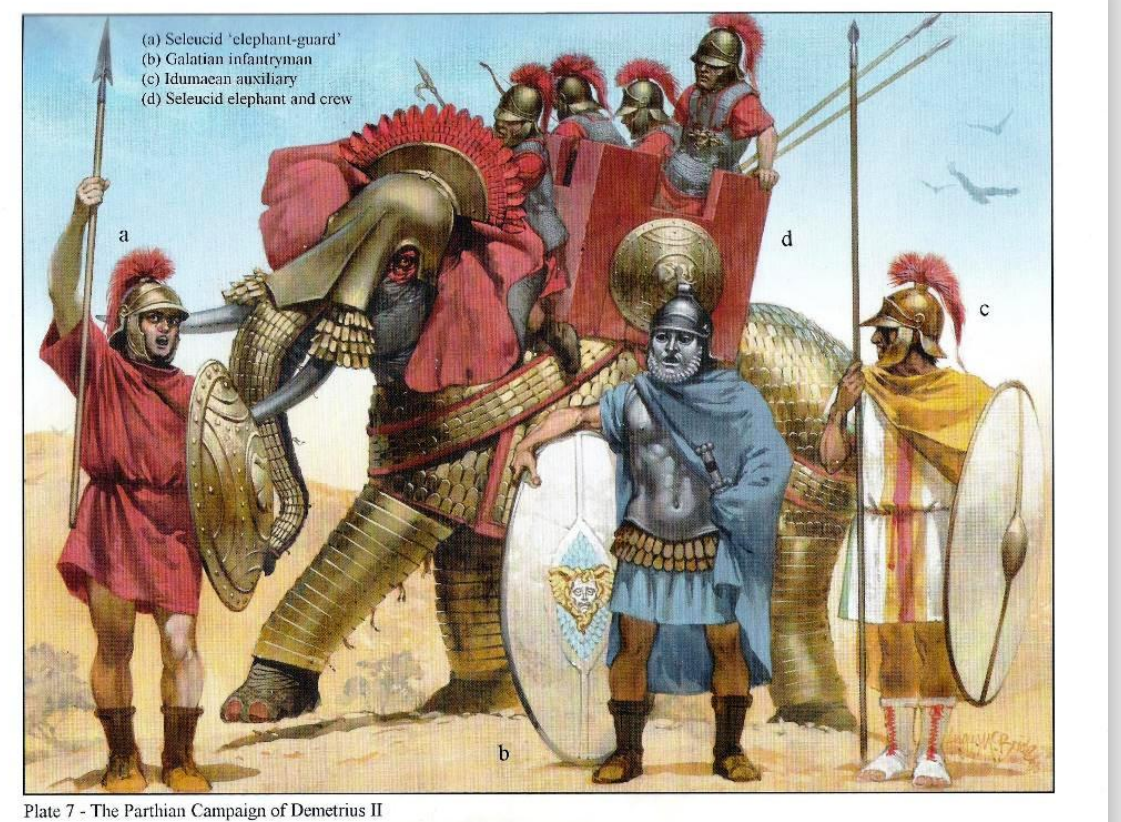 (a) Seleucid ‘elephant-guard’
(b) Galatian infantryman
(c) Idumaean auxiliary
(d) Seleucid elephant and crew
a
d
c
b
Plate 7 - The Parthian Campaign of Demetrius II